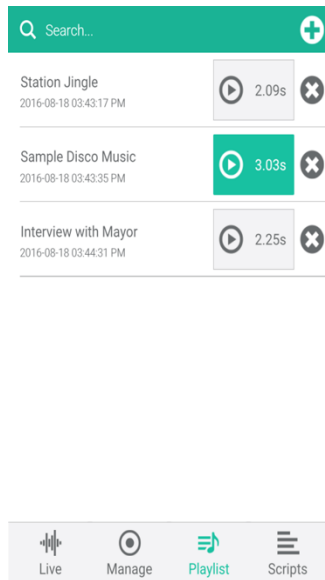 Search...
Station Jingle
2016-08-18 03:43:17 PM
2.09s
Sample Disco Music
2016-08-18 03:43:35 PM
3.03s
Interview with Mayor
2016-08-18 03:44:31 PM
2.25s
Live
Manage
Playlist
Scripts